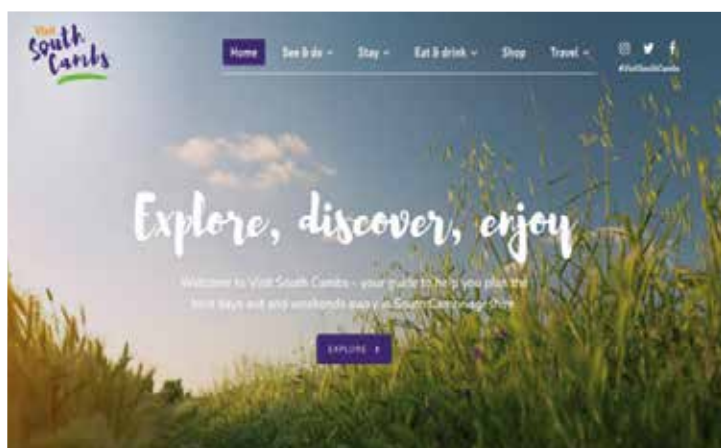 Visit
South
Cambs
Home See & do Stay Eat & drink Shop Travel
#VisitSouthCambs
Explore, discover, enjoy
Welcome to Visit South Cambs - your guide to help you plan the
best days out and weekends away in South Cambridgeshire
EXPLORE